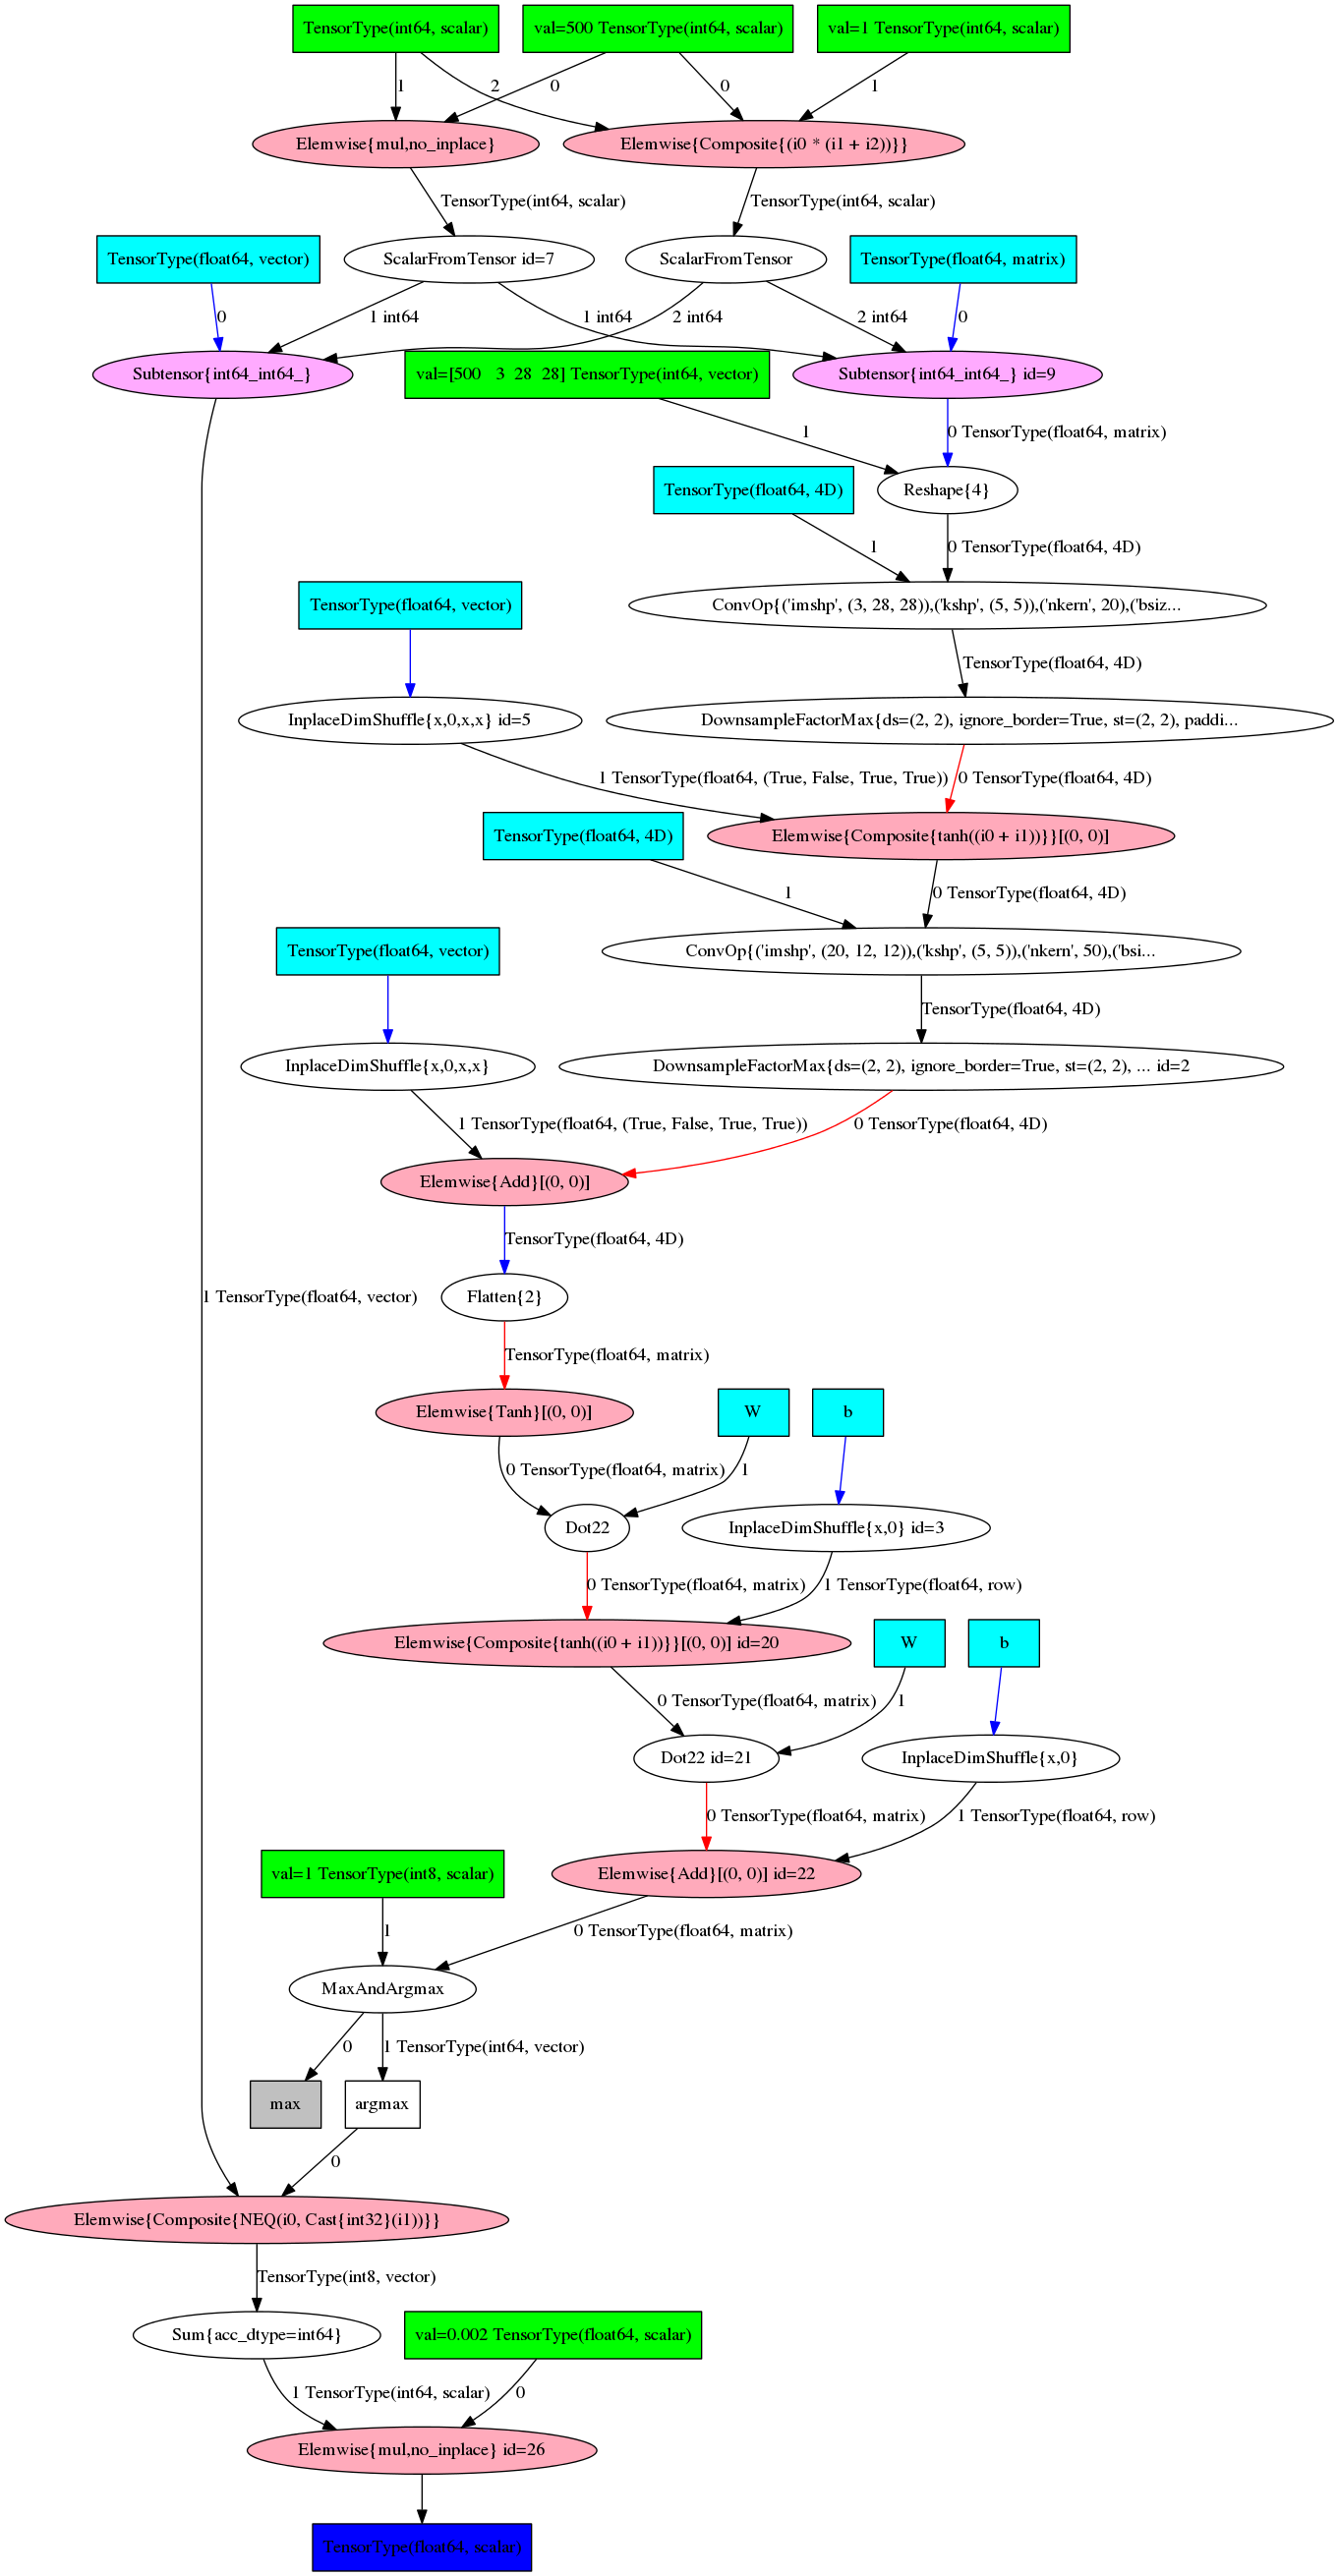 TensorType(int64, scalar)
val=500 TensorType(int64, scalar)
val=1 TensorType(int64, scalar)
1
2
0
0
1
Elemwise{mul,no_inplace}
Elemwise{Composite{(i0 * (i1 + i2))}}
TensorType(int64, scalar)
TensorType(int64, scalar)
TensorType(float64, vector)
ScalarFromTensor id=7
ScalarFromTensor
TensorType(float64, matrix)
0
1 int64
1 int64
2 int64
2 int64
0
Subtensor{int64_int64_}
val=[500   3  28  28] TensorType(int64, vector)
Subtensor{int64_int64_} id=9
1
0 TensorType(float64, matrix)
TensorType(float64, 4D)
Reshape{4}
1
0 TensorType(float64, 4D)
TensorType(float64, vector)
ConvOp{('imshp', (3, 28, 28)),('kshp', (5, 5)),('nkern', 20),('bsiz...
TensorType(float64, 4D)
InplaceDimShuffle{x,0,x,x} id=5
DownsampleFactorMax{ds=(2, 2), ignore_border=True, st=(2, 2), paddi...
1 TensorType(float64, (True, False, True, True))
0 TensorType(float64, 4D)
TensorType(float64, 4D)
Elemwise{Composite{tanh((i0 + i1))}}[(0, 0)]
1
0 TensorType(float64, 4D)
TensorType(float64, vector)
ConvOp{('imshp', (20, 12, 12)),('kshp', (5, 5)),('nkern', 50),('bsi...
TensorType(float64, 4D)
InplaceDimShuffle{x,0,x,x}
DownsampleFactorMax{ds=(2, 2), ignore_border=True, st=(2, 2), ... id=2
1 TensorType(float64, (True, False, True, True))
0 TensorType(float64, 4D)
Elemwise{Add}[(0, 0)]
TensorType(float64, 4D)
1 TensorType(float64, vector)
Flatten{2}
TensorType(float64, matrix)
Elemwise{Tanh}[(0, 0)]
W
b
0 TensorType(float64, matrix)
1
Dot22
InplaceDimShuffle{x,0} id=3
0 TensorType(float64, matrix)
1 TensorType(float64, row)
Elemwise{Composite{tanh((i0 + i1))}}[(0, 0)] id=20
W
b
0 TensorType(float64, matrix)
1
Dot22 id=21
InplaceDimShuffle{x,0}
0 TensorType(float64, matrix)
1 TensorType(float64, row)
val=1 TensorType(int8, scalar)
Elemwise{Add}[(0, 0)] id=22
1
0 TensorType(float64, matrix)
MaxAndArgmax
0
1 TensorType(int64, vector)
max
argmax
0
Elemwise{Composite{NEQ(i0, Cast{int32}(i1))}}
TensorType(int8, vector)
Sum{acc_dtype=int64}
val=0.002 TensorType(float64, scalar)
1 TensorType(int64, scalar)
0
Elemwise{mul,no_inplace} id=26
TensorType(float64, scalar)